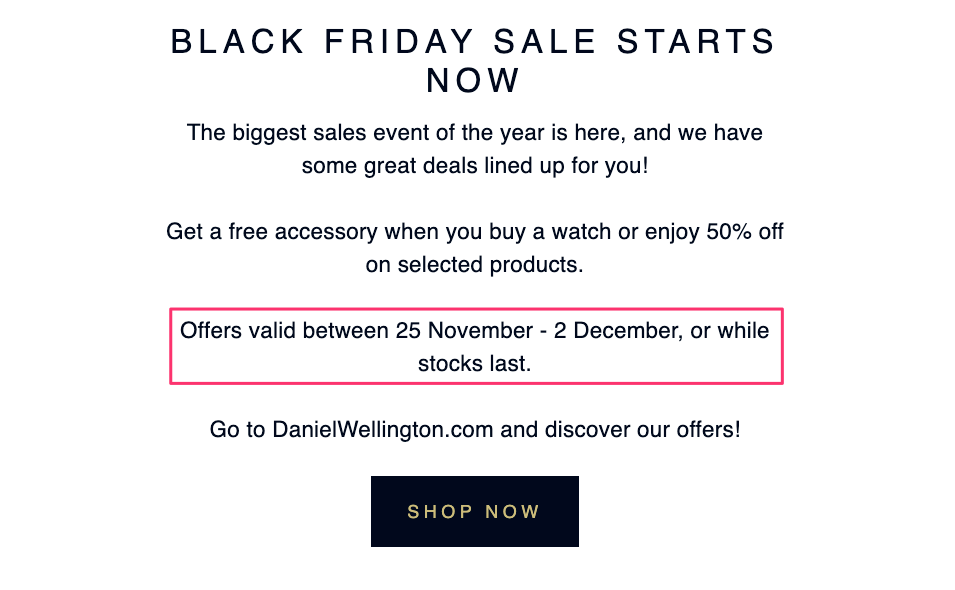 BLACK FRIDAY SALE STARTS
NOW
The biggest sales event of the year is here, and we have
some great deals lined up for you!
Get a free accessory when you buy a watch or enjoy 50% off
on selected products.
Offers valid between 25 November - 2 December, or while
stocks last.
Go to DanielWellington.com and discover our offers!
SHOP NOW